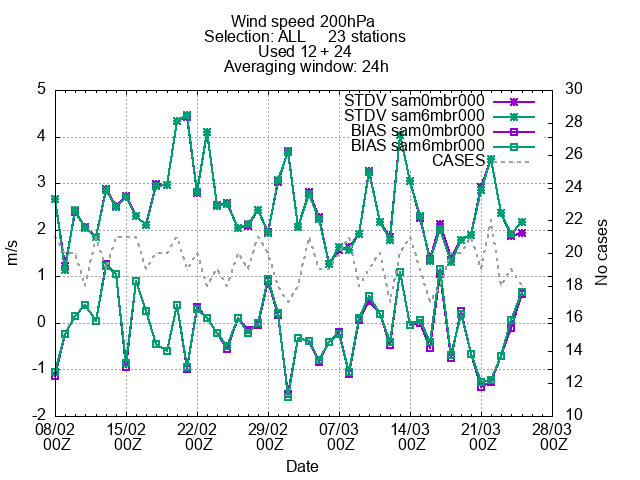 Wind speed 200hPa
Selection: ALL 23 stations
Used 12 + 24
Averaging window: 24h
STDV sam0mbr000
STDV sam6mbr000
BIAS sam0mbr000
BIAS sam6mbr000
CASES
5
4
3
2
1
0
-1
-2
m/s
30
28
26
24
22
20
18
16
14
12
10
No cases
08/02 15/02 22/02 29/02 07/03 14/03 21/03 28/03
00Z 00Z 00Z 00Z 00Z 00Z 00Z 00Z
Date